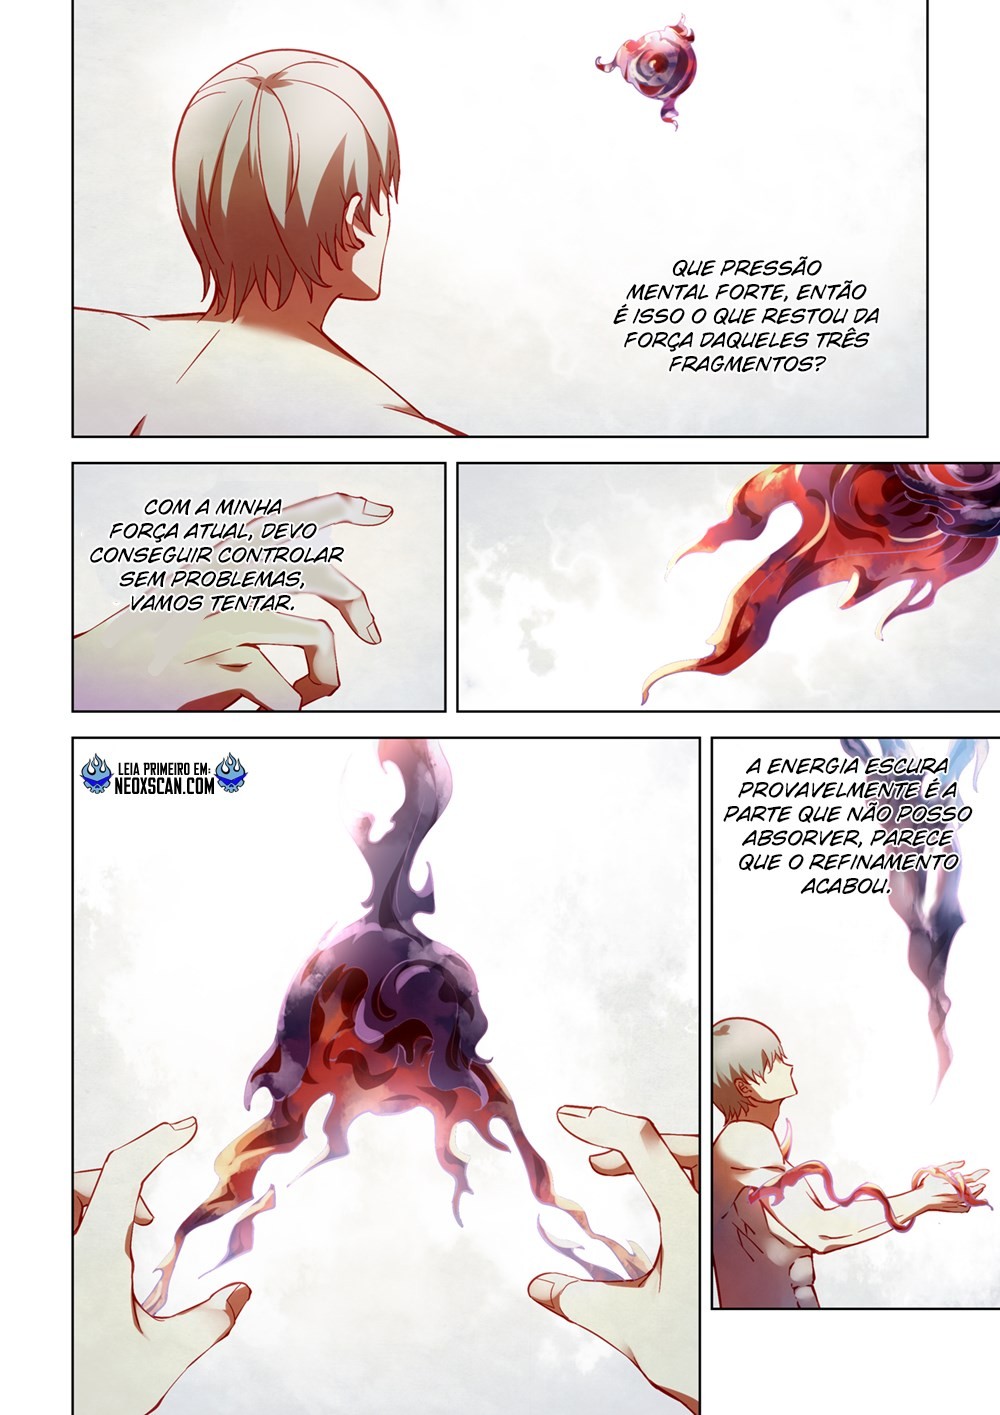 QUE PRESSÃO
MENTAL FORTE, ENTÃO
É ISSO O QUE RESTOU DA
FORÇA DAQUELES TRÊS
FRAGMENTOS?
COM A MINHA
FORÇA ATUAL, DEVO
CONSEGUIR CONTROLAR
SEM PROBLEMAS,
VAMOS TENTAR.
LEIA PRIMEIRO EM:
NEOXSCAN.COM
A ENERGIA ESCURA
PROVAVELMENTE É A
PARTE QUE NÃO POSSO
ABSORVER, PARECE
QUE O REFINAMENTO
ACABOU.